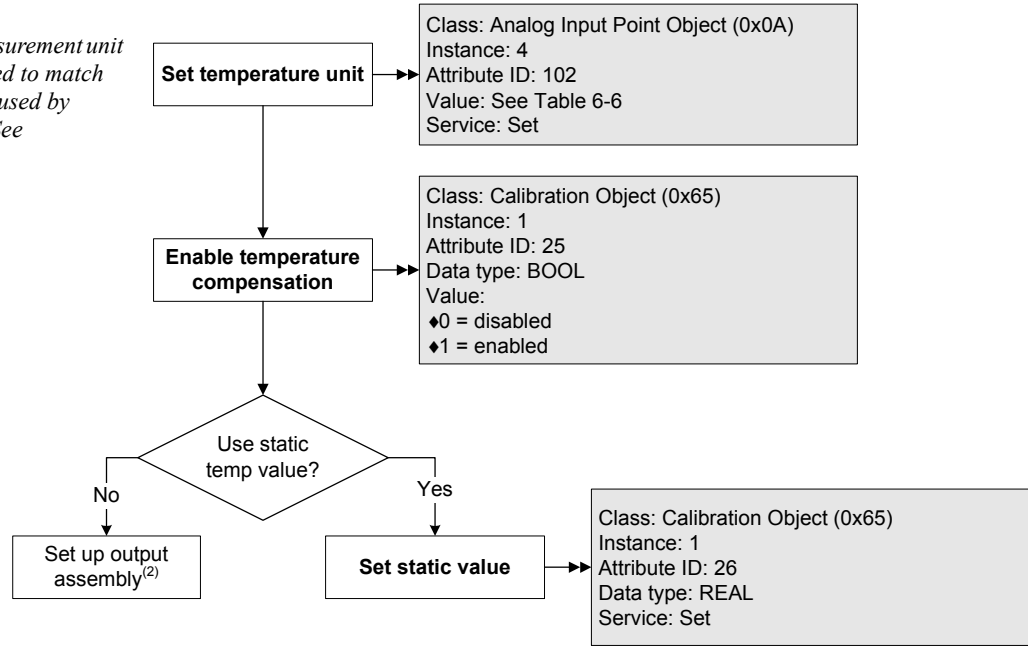 surement unit
ed to match
used by
See
Set temperature unit
Class: Analog Input Point Object (0x0A)
Instance: 4
Attribute ID: 102
Value: See Table 6-6
Service: Set
Enable temperature
compensation
Class: Calibration Object (0x65)
Instance: 1
Attribute ID: 25
Data type: BOOL
Value:
♦0 = disabled
♦1 = enabled
Use static
temp value?
No
Yes
Set up output
assembly(2)
Set static value
Class: Calibration Object (0x65)
Instance: 1
Attribute ID: 26
Data type: REAL
Service: Set